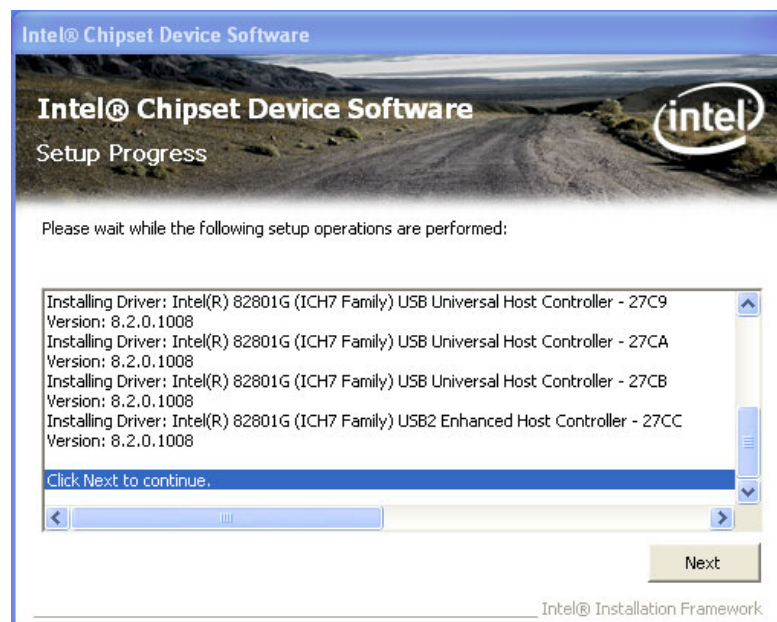 Intel® Chipset Device Software
Intel® Chipset Device Software
intel
Setup Progress
Please wait while the following setup operations are performed:
Installing Driver: Intel(R) 82801G (ICH7 Family) USB Universal Host Controller - 27C9
Version: 8.2.0.1008
Installing Driver: Intel(R) 82801G (ICH7 Family) USB Universal Host Controller - 27CA
Version: 8.2.0.1008
Installing Driver: Intel(R) 82801G (ICH7 Family) USB Universal Host Controller - 27CB
Version: 8.2.0.1008
Installing Driver: Intel(R) 82801G (ICH7 Family) USB2 Enhanced Host Controller - 27CC
Version: 8.2.0.1008
Click Next to continue.
Next
Intel® Installation Framework